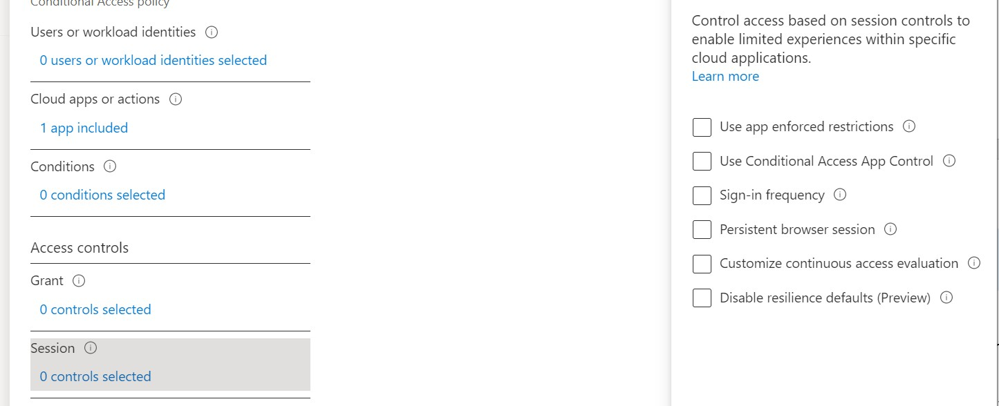 Conditional Access policy
Users or workload identities
0 users or workload identities selected
Cloud apps or actions
1 app included
Conditions
0 conditions selected
Access controls
Grant
0 controls selected
Session
0 controls selected
Control access based on session controls to
enable limited experiences within specific
cloud applications.
Learn more
Use app enforced restrictions
Use Conditional Access App Control
Sign-in frequency
Persistent browser session
Customize continuous access evaluation
Disable resilience defaults (Preview)